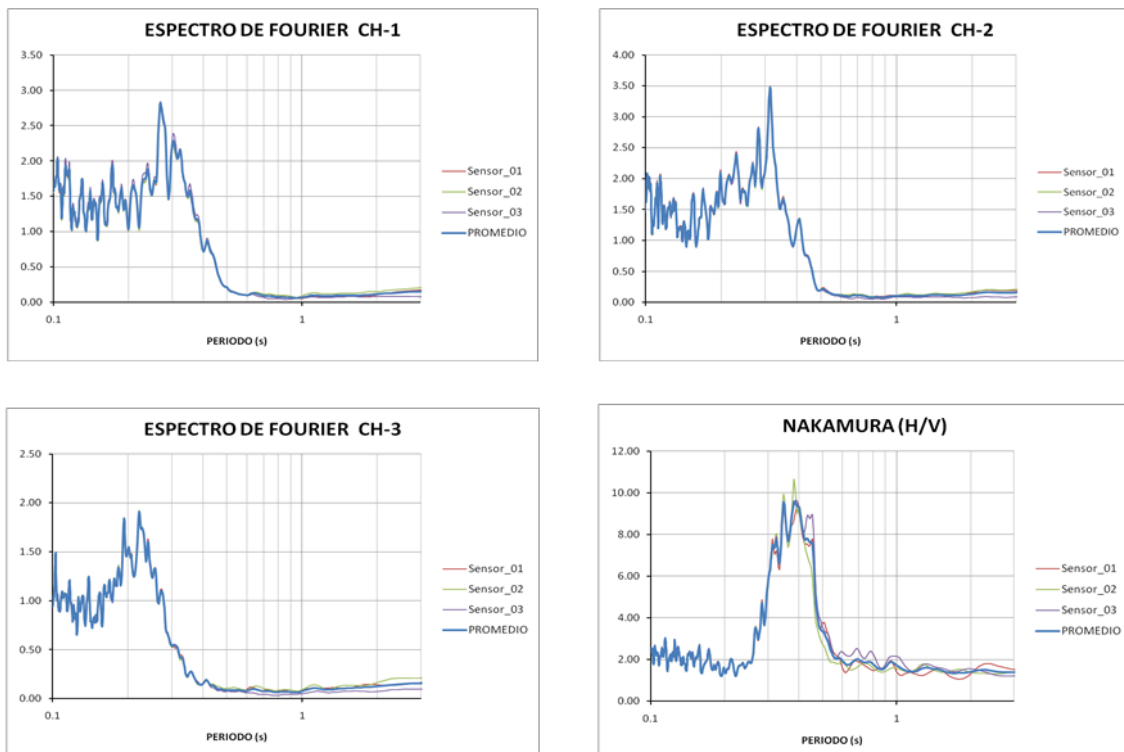 ESPECTRO DE FOURIER CH-1
3.50
3.00
2.50
2.00
1.50
1.00
0.50
0.00
0.1
1
PERIODO (s)
Sensor_01
Sensor_02
Sensor_03
PROMEDIO
ESPECTRO DE FOURIER CH-2
4.00
3.50
3.00
2.50
2.00
1.50
1.00
0.50
0.00
0.1
1
PERIODO (s)
Sensor_01
Sensor_02
Sensor_03
PROMEDIO
ESPECTRO DE FOURIER CH-3
2.50
2.00
1.50
1.00
0.50
0.00
0.1
1
PERIODO (s)
Sensor_01
Sensor_02
Sensor_03
PROMEDIO
NAKAMURA (H/V)
12.00
10.00
8.00
6.00
4.00
2.00
0.00
0.1
1
PERIODO (s)
Sensor_01
Sensor_02
Sensor_03
PROMEDIO